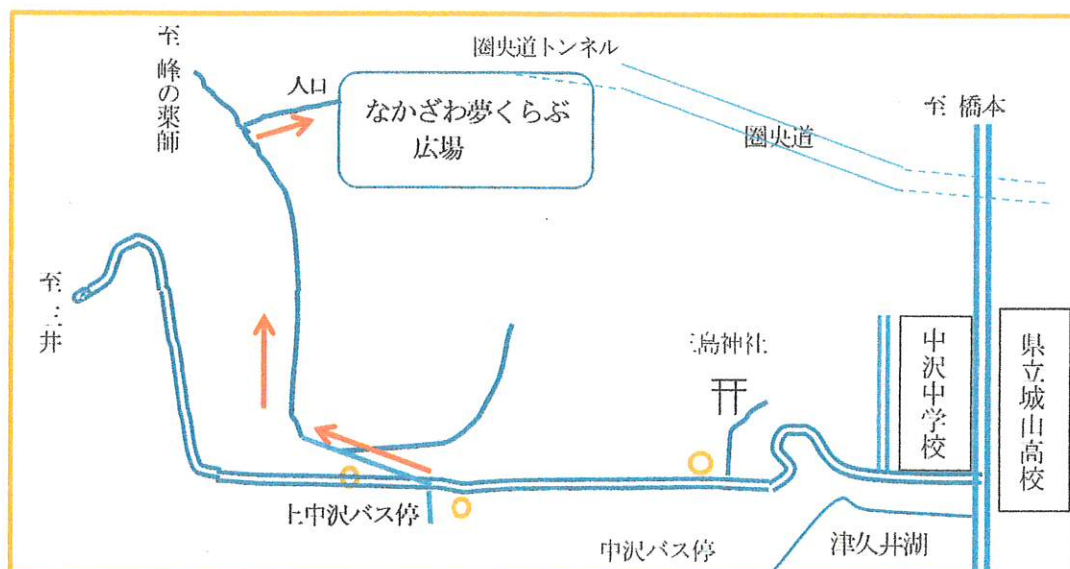 至 峰の薬師
入口
なかざわ夢くらぶ
広場
圏央道トンネル
圏央道
至 橋本
至 三井
三島神社
中沢中学校
県立城山高校
上中沢バス停
中沢バス停
津久井湖